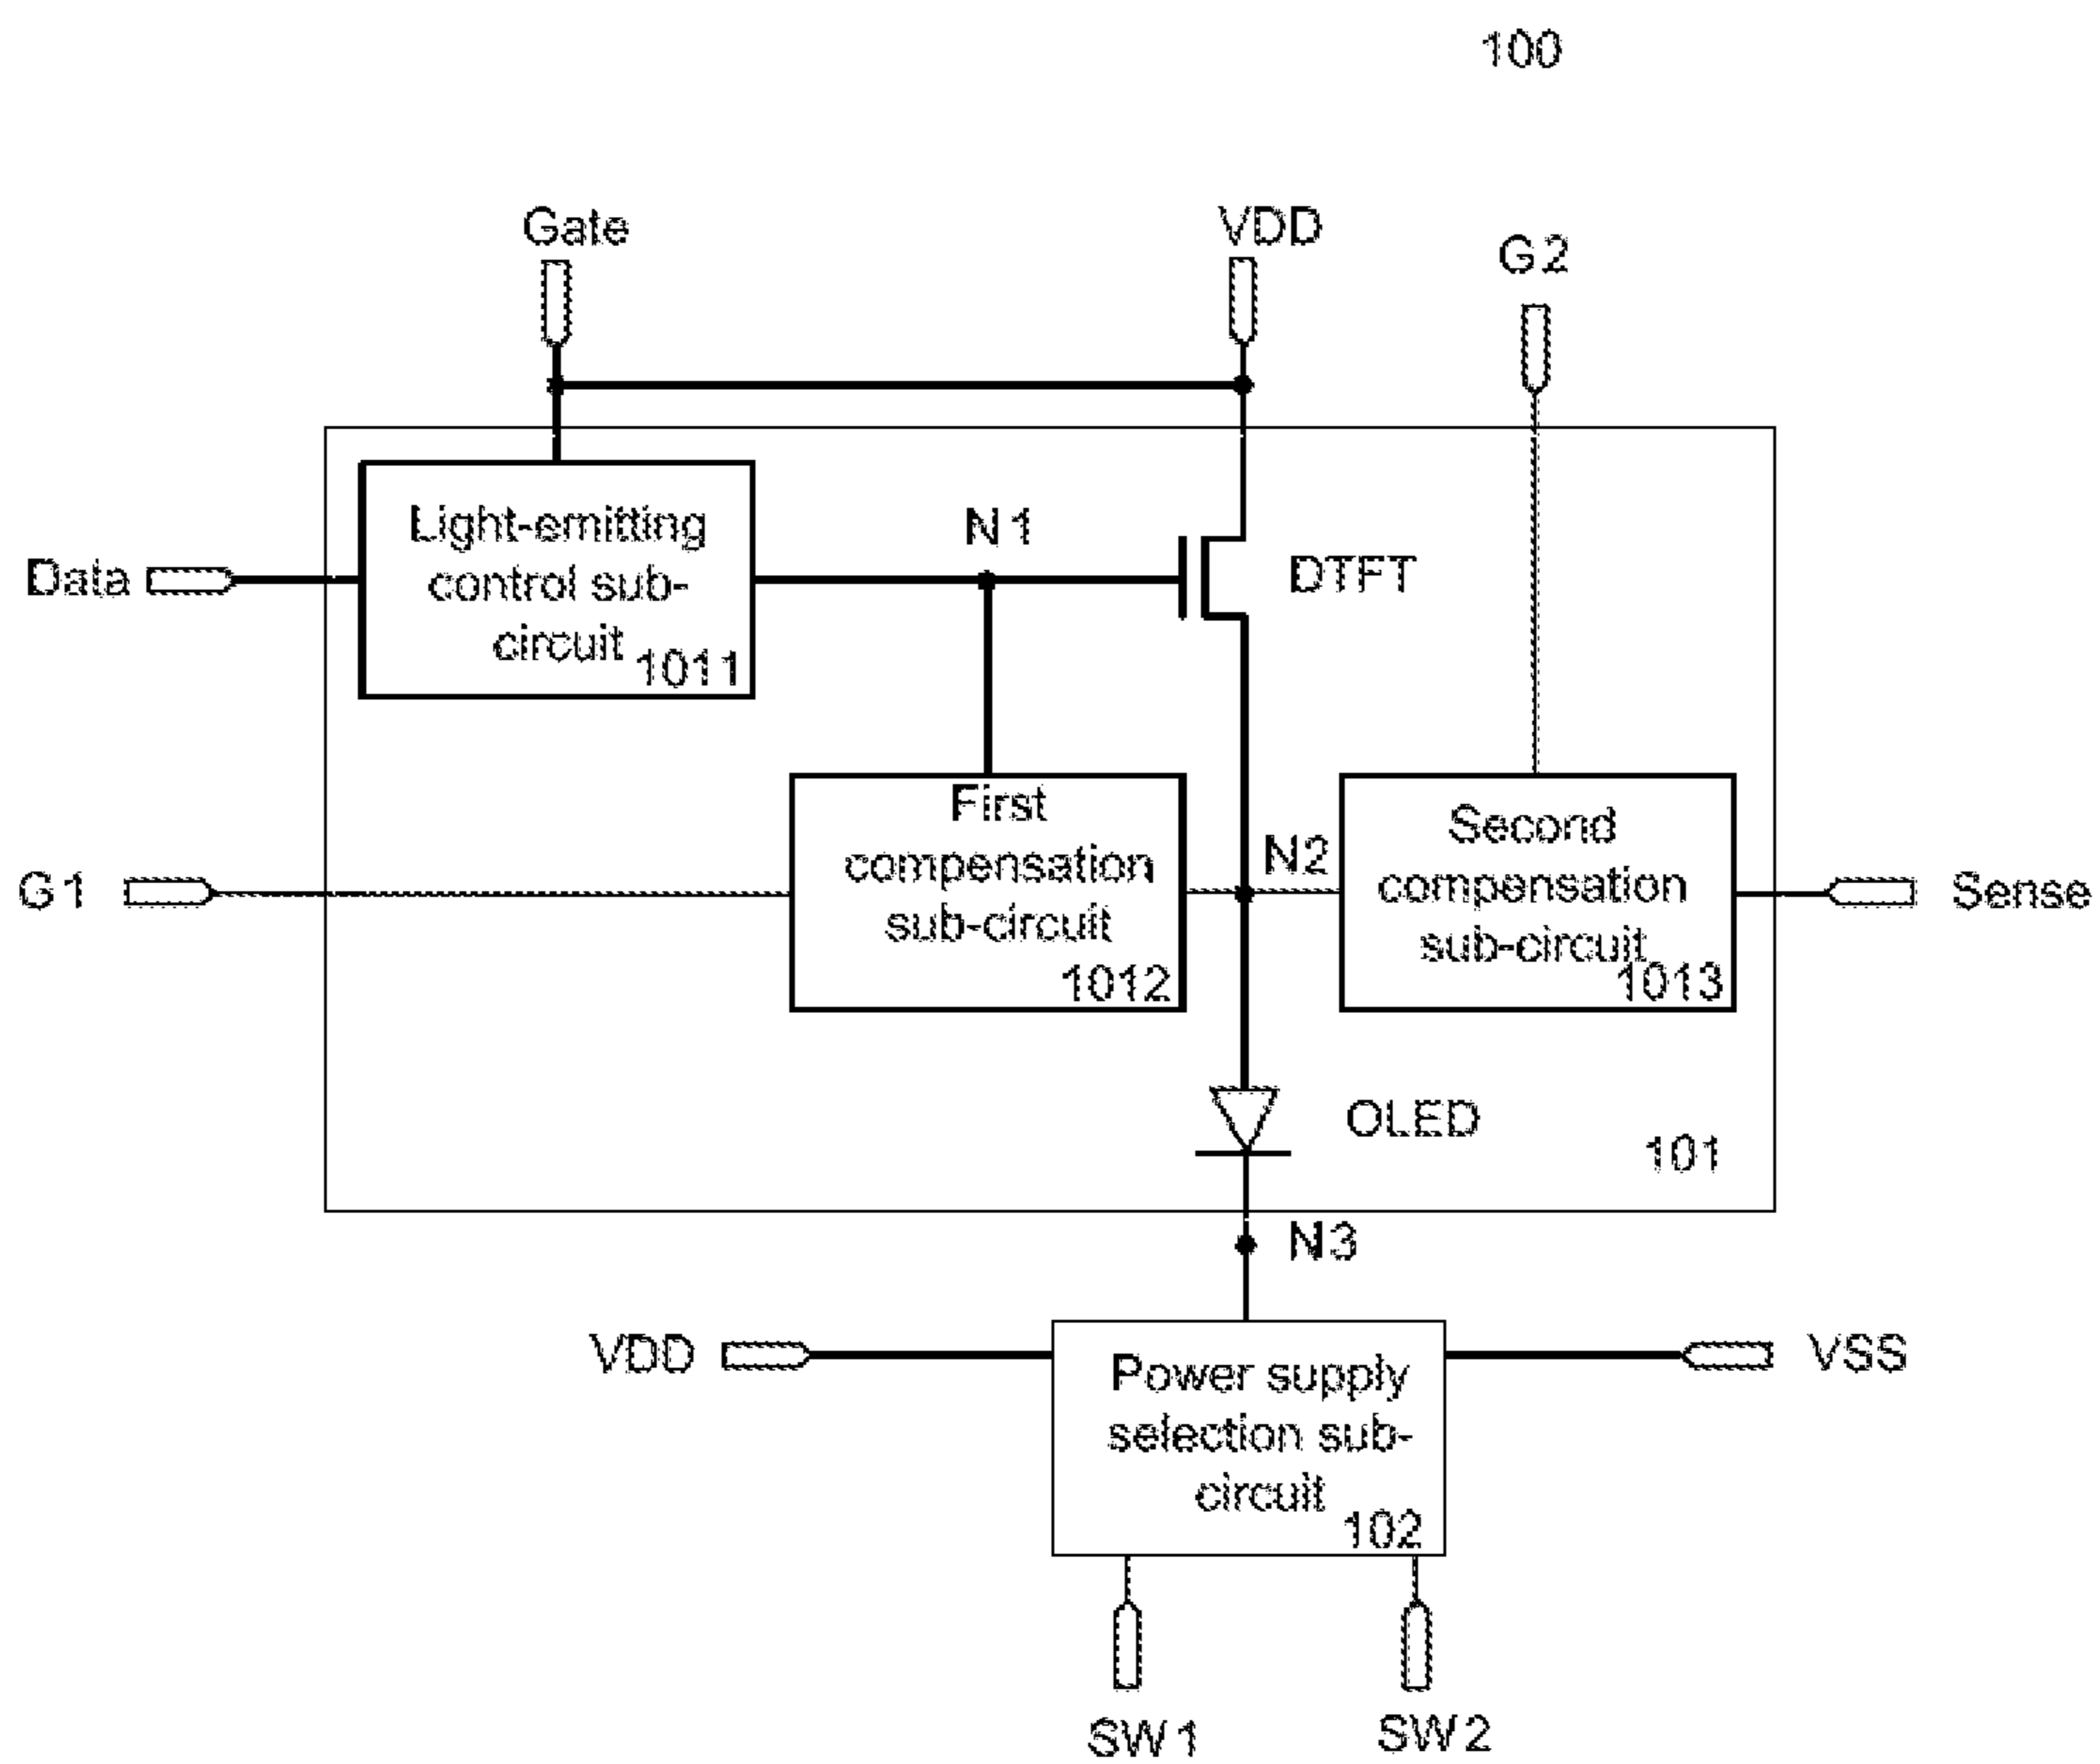 100
Gate
VDD
G2
Light-emitting
control sub-
circuit
1011
N1
DTFT
Data
First
compensation
sub-circuit
1012
N2
Second
compensation
sub-circuit
1013
G1
Sense
OLED
101
N3
VDD
Power supply
selection sub-
circuit
102
VSS
SW1
SW2